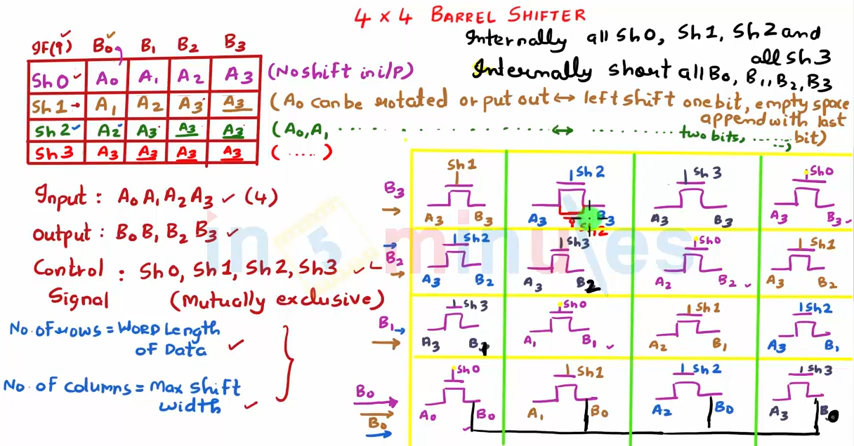 4 × 4 BARREL SHIFTER
Internally all Sh0, Sh1, Sh2 and
all Sh3
Internally short all B0, B1, B2, B3
IF(1) B0 B1 B2 B3
Sh0 A0 A1 A2 A3 (No shift in i/p)
Sh1 A1 A2 A3 A3 (A0 can be rotated or put out ↔ left shift one bit, empty space
append with last
Sh2 A2 A3 A3 A3 (A0, A1, .......... ↔ .......... two bits, ......, bit)
Sh3 A3 A3 A3 A3 (.....)
Input : A0 A1 A2 A3 (4)
output : B0 B1 B2 B3
Control : Sh0, Sh1, Sh2, Sh3
Signal (Mutually exclusive)
No. of rows = WORD Length
of Data
No. of columns = Max shift
width
Sh1 Sh2 Sh3 Sh0
B3
A3 B3 A3 B3 A3 B3 A3 B3
Sh2 Sh3 Sh0 Sh1
B2
A3 B2 A3 B2 A2 B2 A3 B2
Sh3 Sh0 Sh1 Sh2
B1
A3 B1 A1 B1 A2 B1 A3 B1
Sh0 Sh1 Sh2 Sh3
B0
A0 B0 A1 B0 A2 B0 A3 B0
B0
in 5 minutes